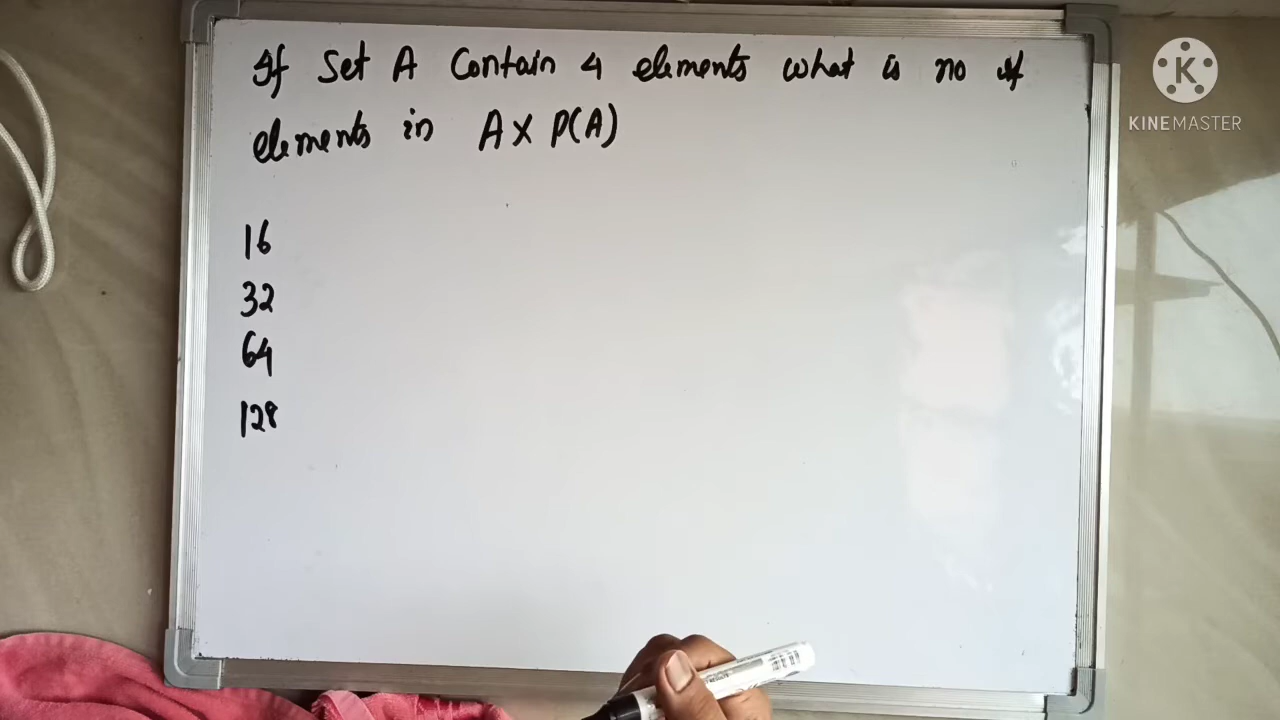 If Set A Contain 4 elements what is no of
elements in A X P(A)
16
32
64
128
K
KINEMASTER